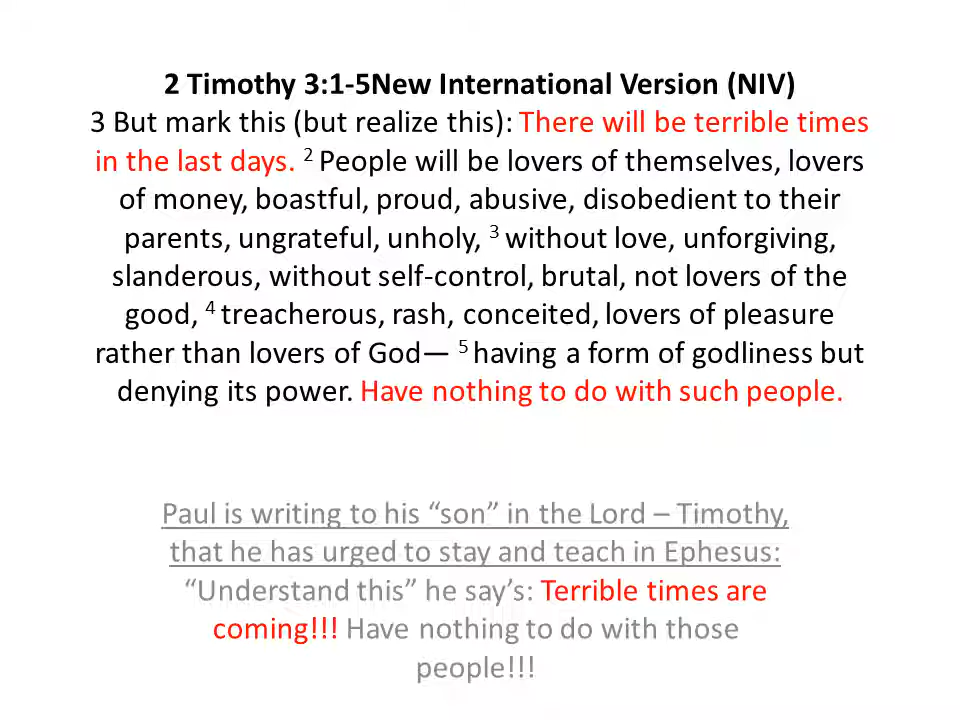 2 Timothy 3:1-5New International Version (NIV)
3 But mark this (but realize this): There will be terrible times
in the last days. 2 People will be lovers of themselves, lovers
of money, boastful, proud, abusive, disobedient to their
parents, ungrateful, unholy, 3 without love, unforgiving,
slanderous, without self-control, brutal, not lovers of the
good, 4 treacherous, rash, conceited, lovers of pleasure
rather than lovers of God— 5 having a form of godliness but
denying its power. Have nothing to do with such people.
Paul is writing to his “son” in the Lord – Timothy,
that he has urged to stay and teach in Ephesus:
“Understand this” he say’s: Terrible times are
coming!!! Have nothing to do with those
people!!!